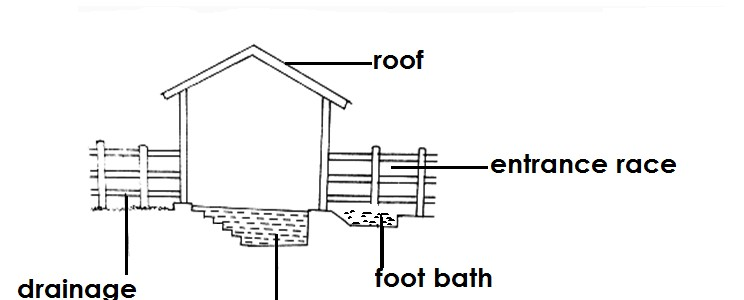 roof
entrance race
foot bath
drainage